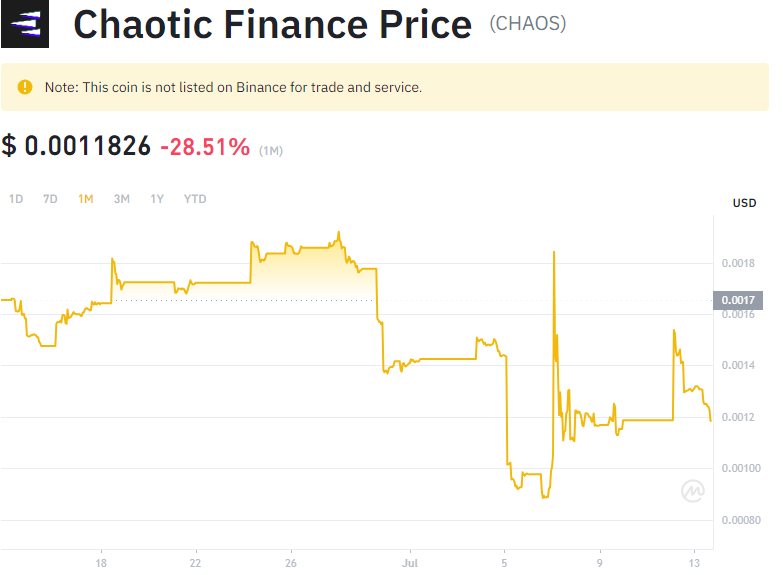 Chaotic Finance Price (CHAOS)
Note: This coin is not listed on Binance for trade and service.
$ 0.0011826 -28.51% (1M)
1D 7D 1M 3M 1Y YTD
USD
0.0018
0.0017
0.0016
0.0014
0.0012
0.00100
0.00080
18 22 26 Jul 5 9 13